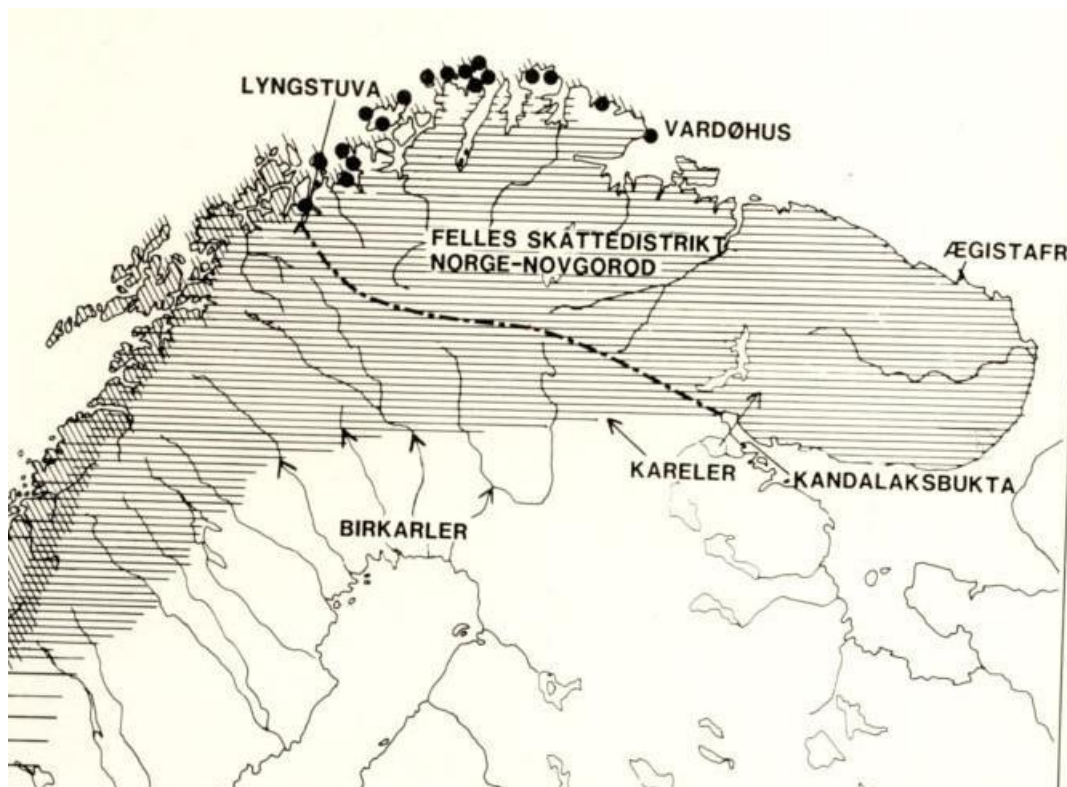 LYNGSTUVA
VARDØHUS
FELLES SKATTEDISTRIKT
NORGE-NOVGOROD
ÆGISTAFR
KARELER
KANDALAKSBUKTA
BIRKARLER